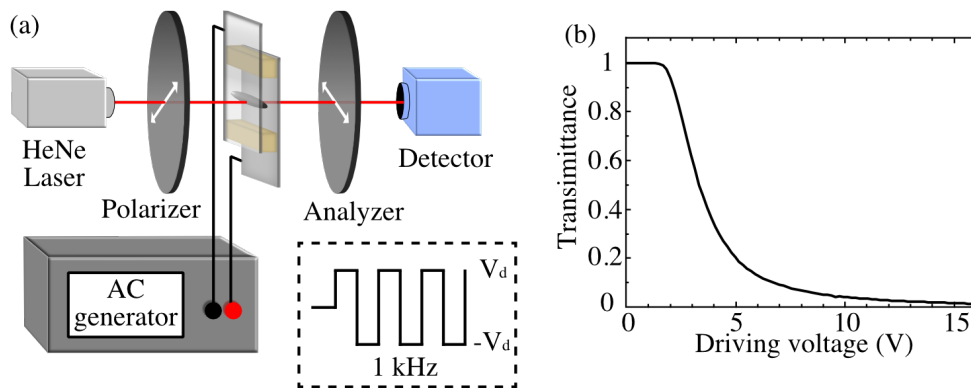 (a)
HeNe
Laser
Polarizer
Analyzer
Detector
AC
generator
V_d
-V_d
1 kHz
(b)
Transimittance
1
0.8
0.6
0.4
0.2
0
0
5
10
15
Driving voltage (V)